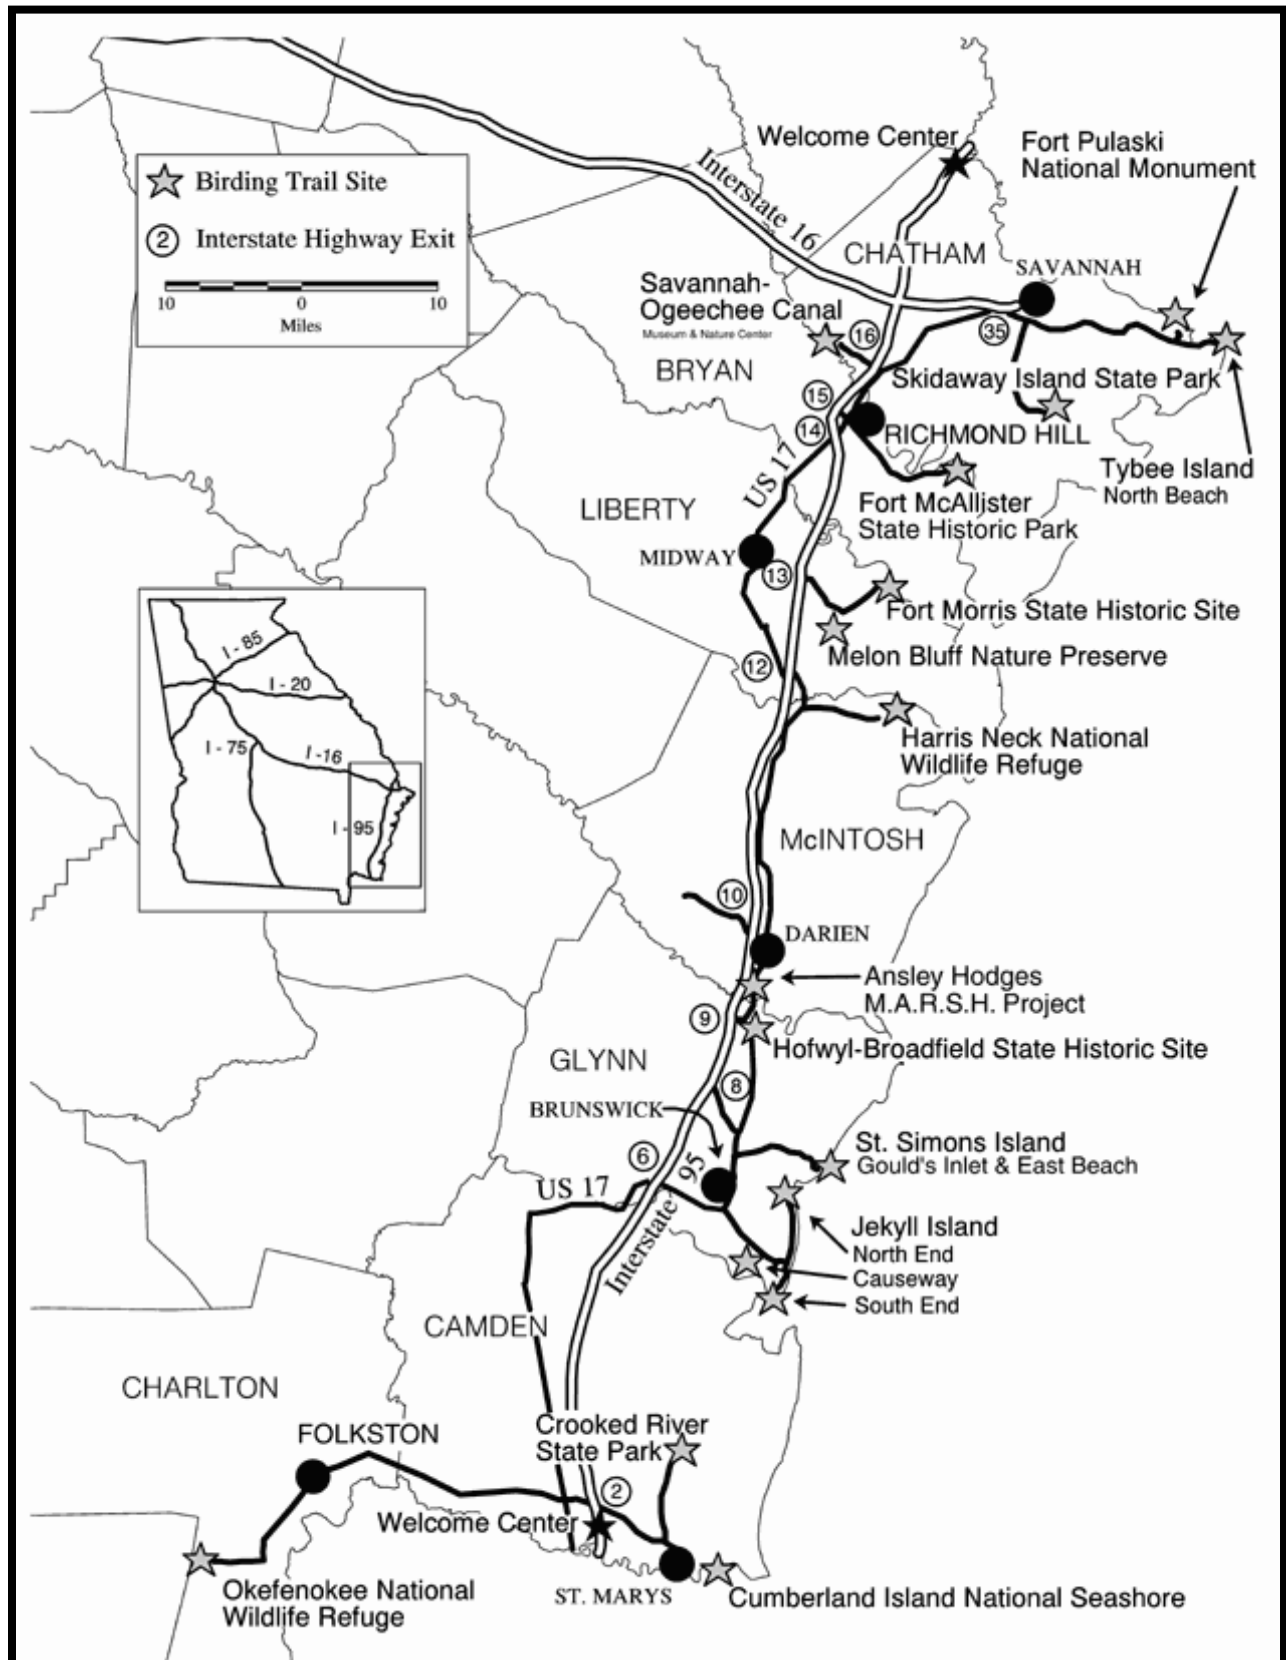 Welcome Center
Fort Pulaski
National Monument
Birding Trail Site
2 Interstate Highway Exit
10 0 10
Miles
Interstate 16
CHATHAM
SAVANNAH
Savannah-
Ogeechee Canal
Museum & Nature Center
16
35
BRYAN
Skidaway Island State Park
15
14
RICHMOND HILL
US 17
Tybee Island
North Beach
Fort McAllister
State Historic Park
LIBERTY
MIDWAY
13
Fort Morris State Historic Site
Melon Bluff Nature Preserve
12
I - 85
I - 20
I - 75
I -16
I - 95
Harris Neck National
Wildlife Refuge
McINTOSH
10
DARIEN
Ansley Hodges
M.A.R.S.H. Project
9
Hofwyl-Broadfield State Historic Site
GLYNN
8
BRUNSWICK
St. Simons Island
Gould's Inlet & East Beach
6
US 17
Interstate 95
Jekyll Island
North End
Causeway
South End
CAMDEN
CHARLTON
FOLKSTON
Crooked River
State Park
2
Welcome Center
Okefenokee National
Wildlife Refuge
ST. MARYS
Cumberland Island National Seashore